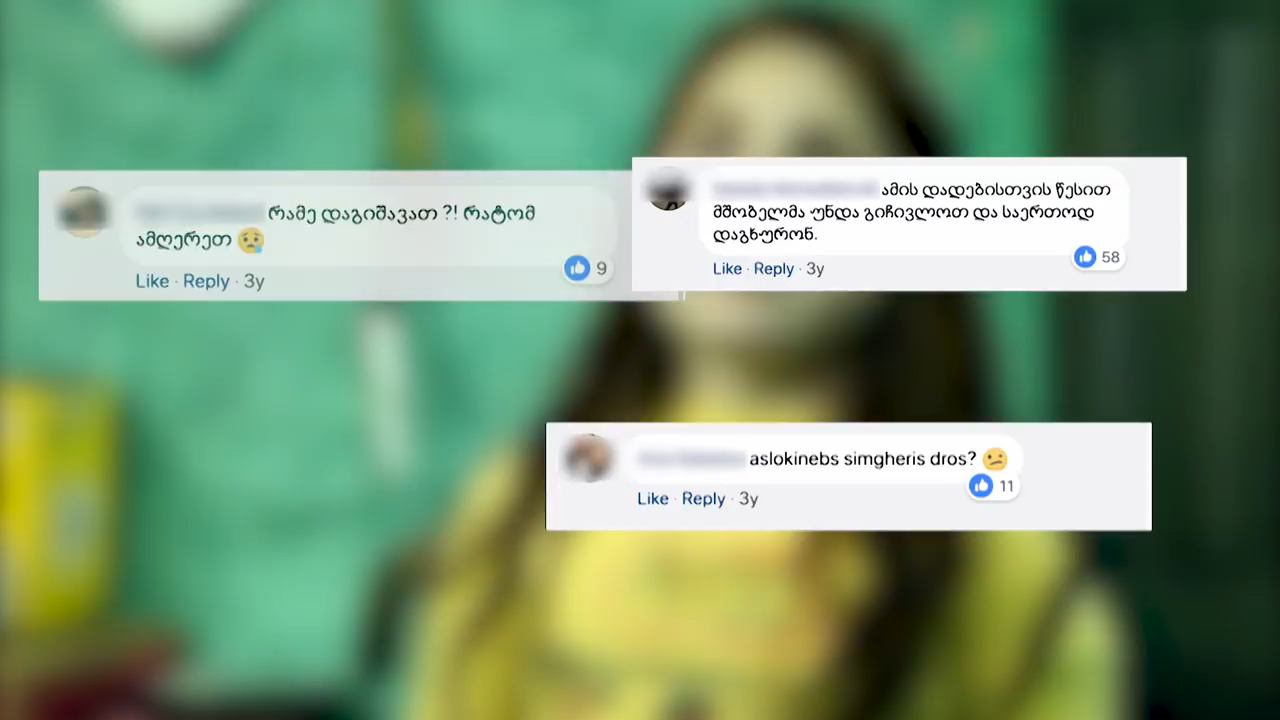 რამე დაგიშავათ ?! რატომ
ამღერეთ 😢
Like · Reply · 3y
9
ამის დადებისთვის წესით
მშობელმა უნდა გიჩივლოთ და საერთოდ
დაგხურონ.
Like · Reply · 3y
58
aslokinebs simgheris dros? 😕
11
Like · Reply · 3y